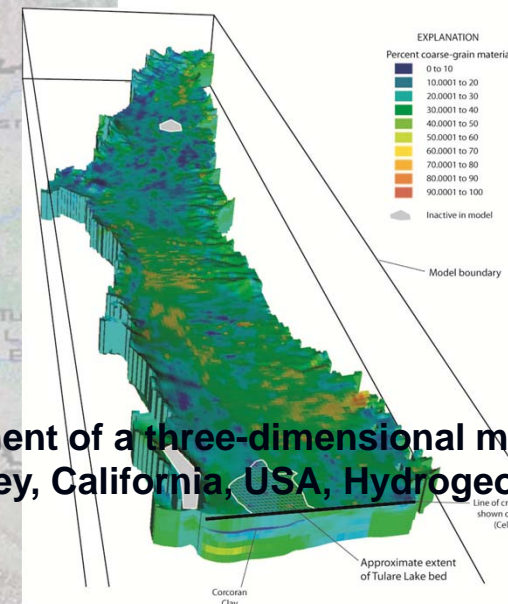 EXPLANATION
Percent coarse-grain materia
0 to 10
10.0001 to 20
20.0001 to 30
30.0001 to 40
40.0001 to 50
50.0001 to 60
60.0001 to 70
70.0001 to 80
80.0001 to 90
90.0001 to 100
Inactive in model
Model boundary
ent of a three-dimensional m
ey, California, USA, Hydrogeo
Line of cr
shown o
(Cel
Approximate extent
of Tulare Lake bed
Corcoran
Clay